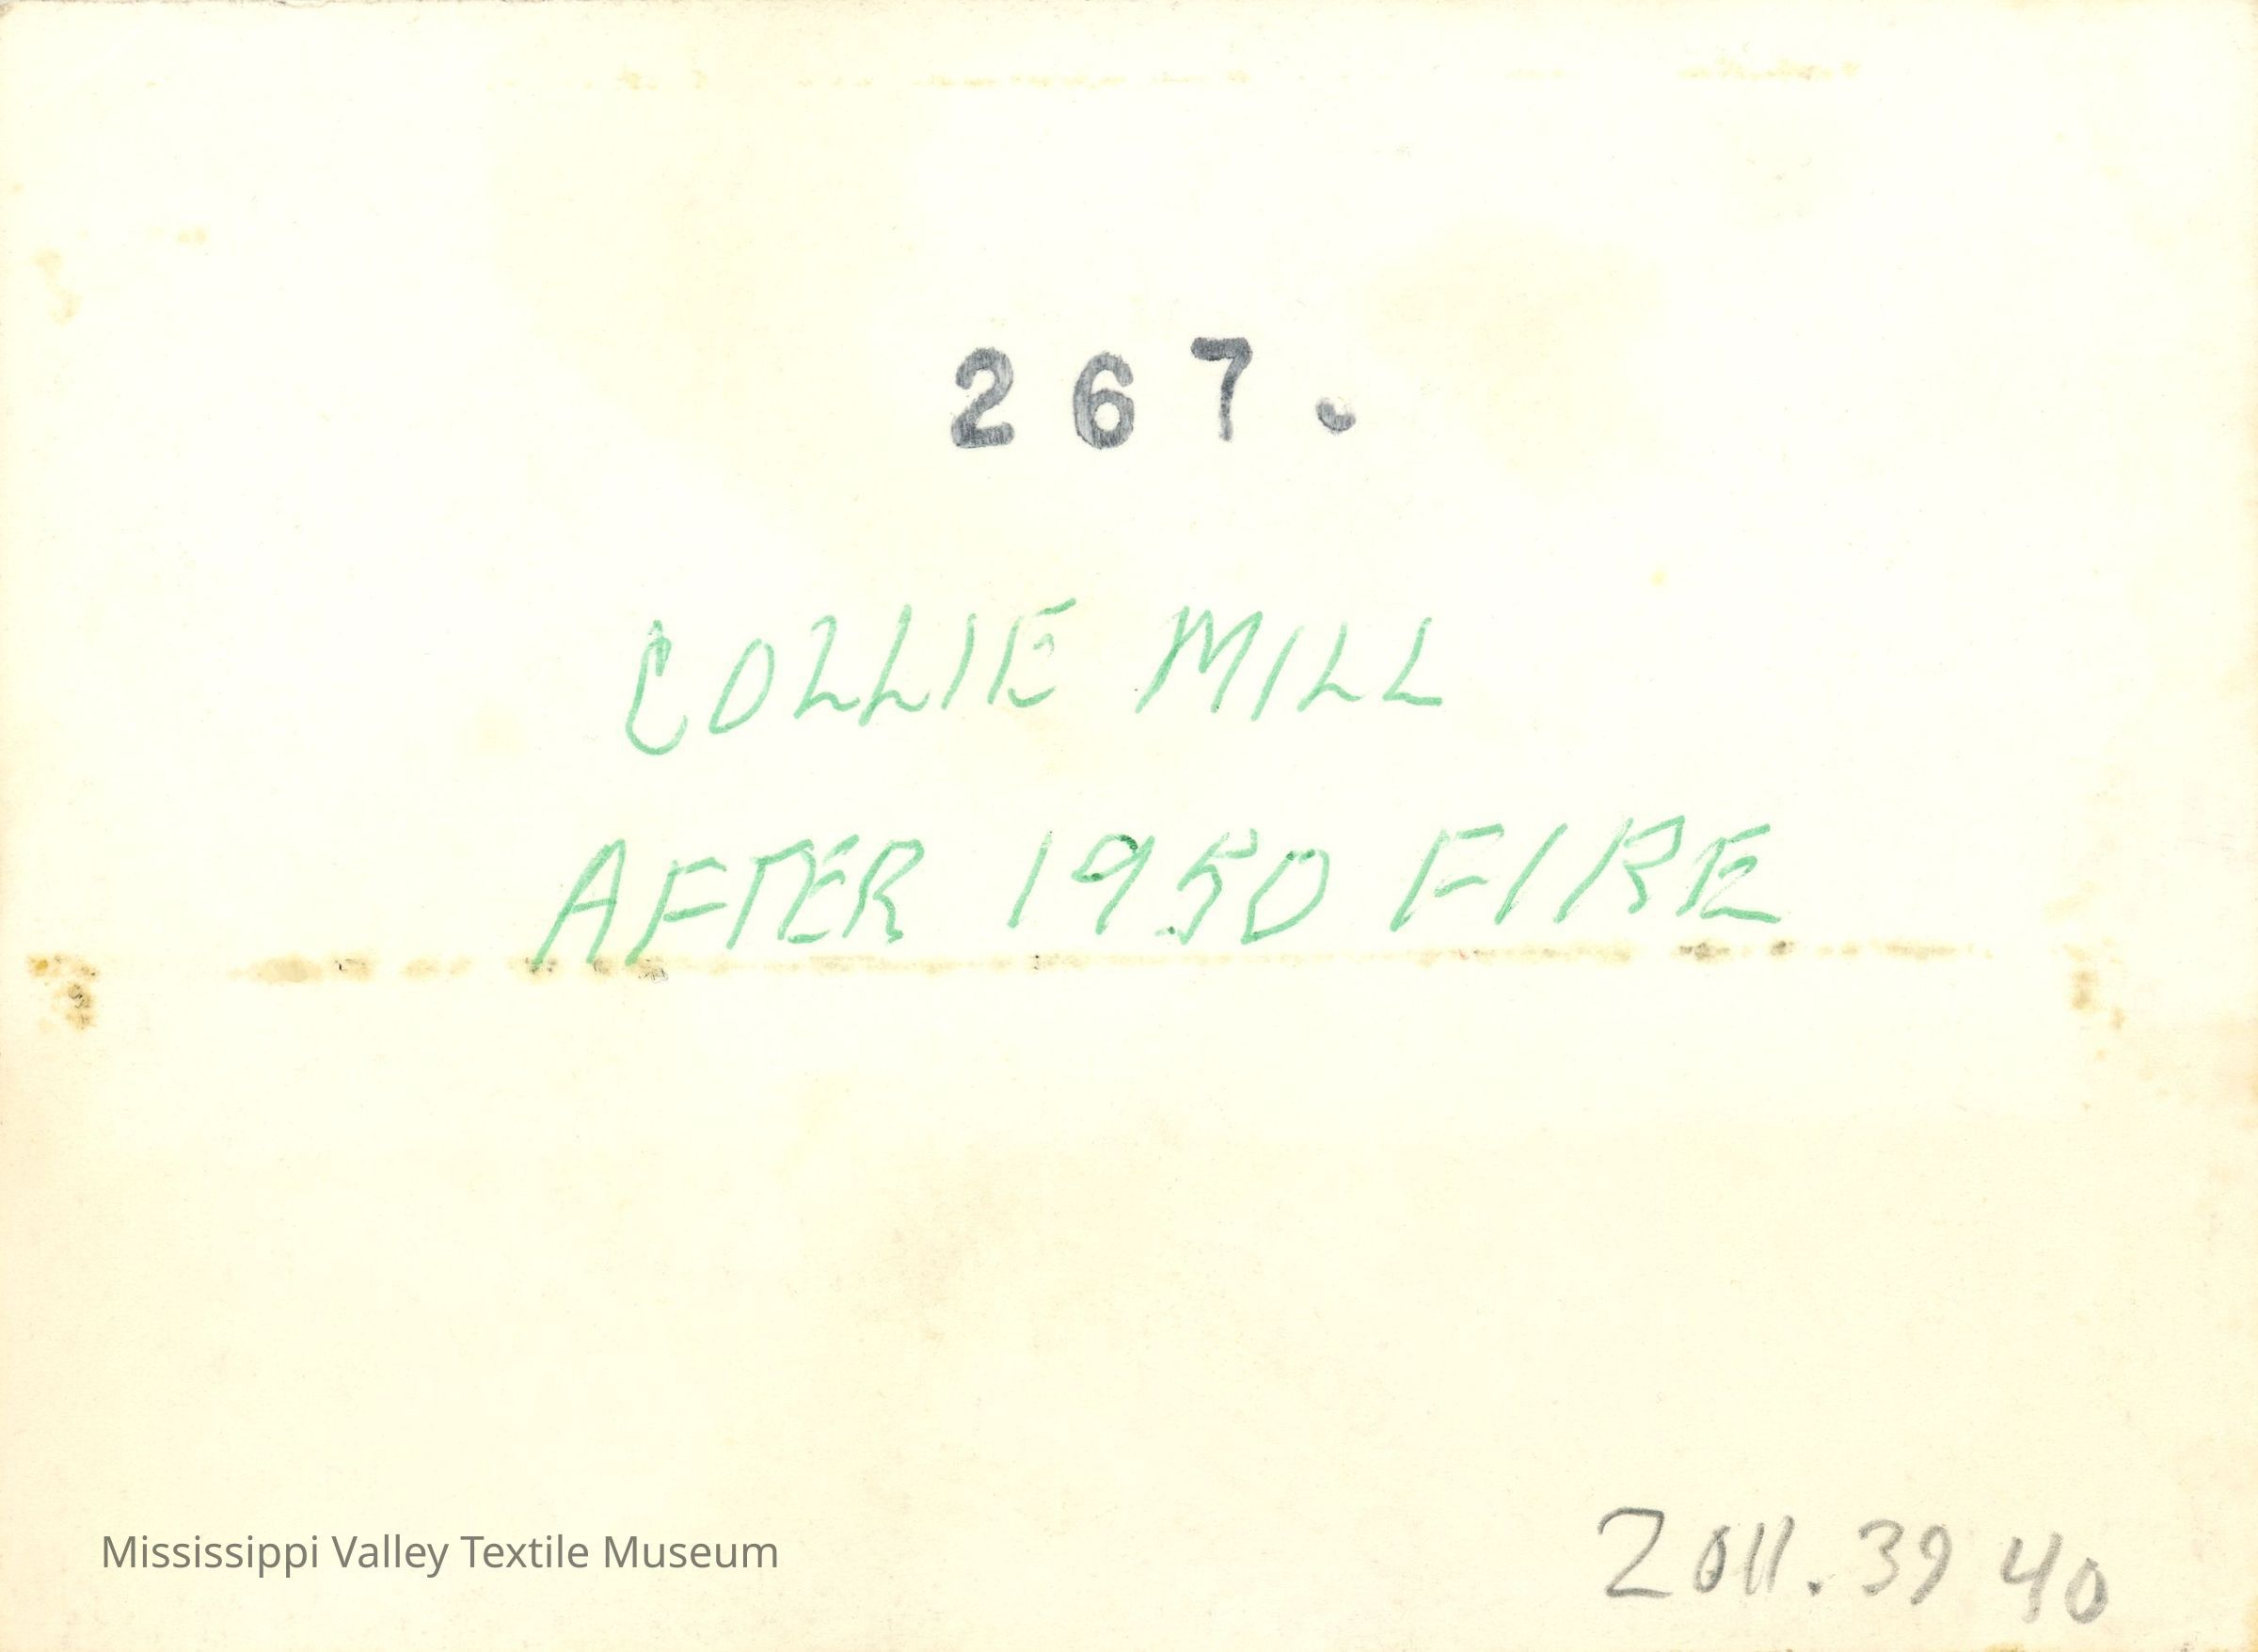 267.
COLLIE MILL
AFTER 1950 FIRE
Mississippi Valley Textile Museum
2011.39 40